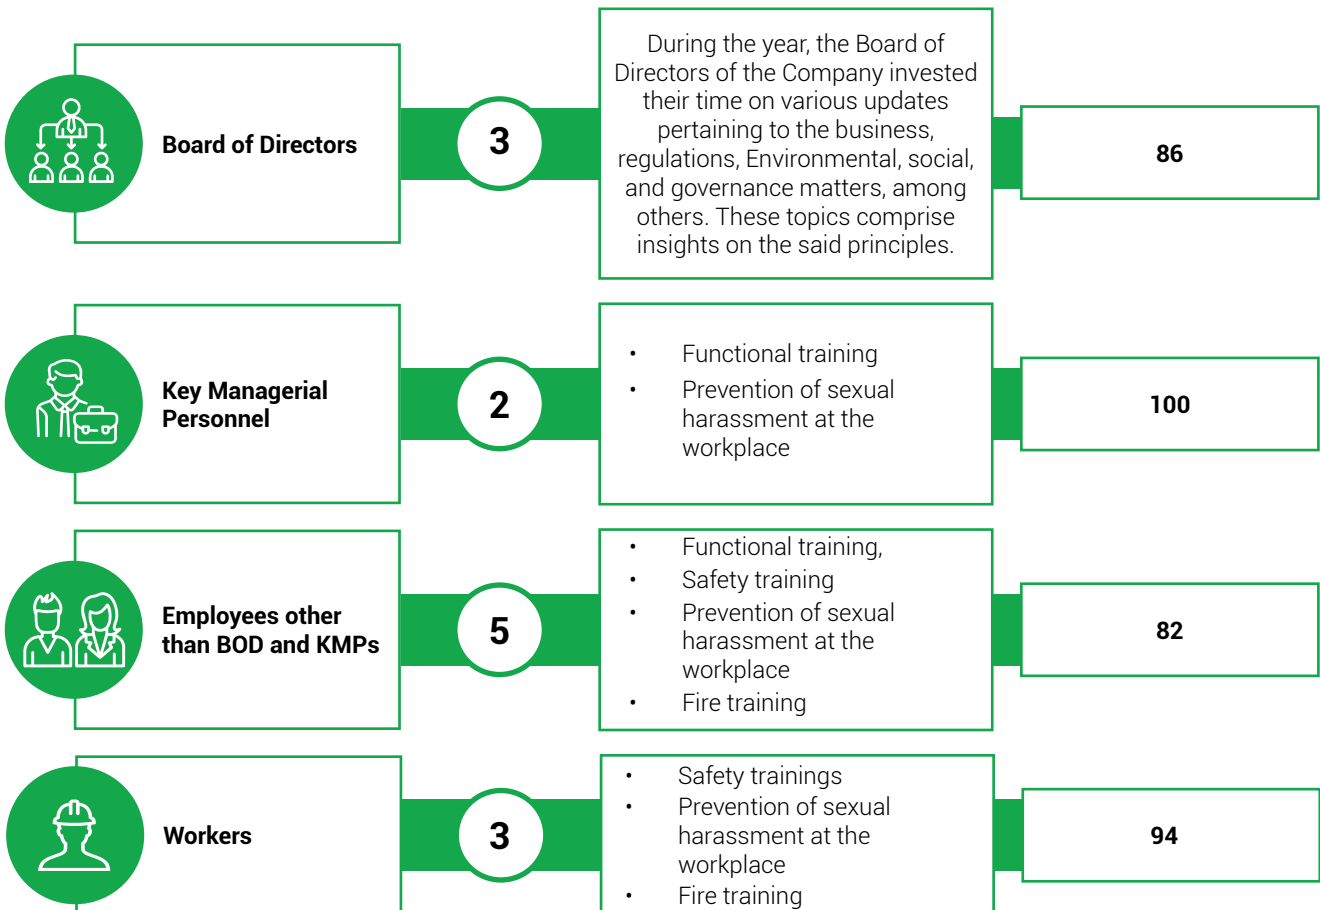 Board of Directors
3
During the year, the Board of
Directors of the Company invested
their time on various updates
pertaining to the business,
regulations, Environmental, social,
and governance matters, among
others. These topics comprise
insights on the said principles.
86
Key Managerial
Personnel
2
• Functional training
• Prevention of sexual
harassment at the
workplace
100
Employees other
than BOD and KMPs
5
• Functional training,
• Safety training
• Prevention of sexual
harassment at the
workplace
• Fire training
82
Workers
3
• Safety trainings
• Prevention of sexual
harassment at the
workplace
• Fire training
94